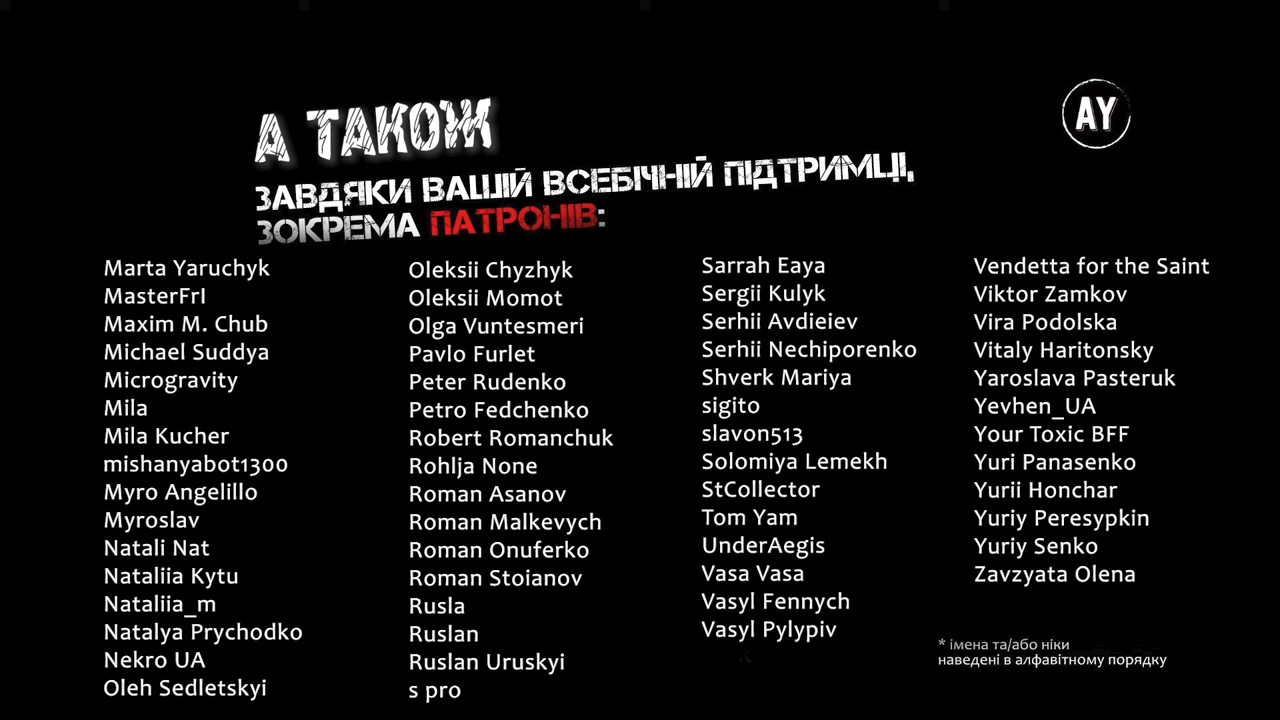 А ТАКОЖ
AY
ЗАВДЯКИ ВАШІЙ ВСЕБІЧНІЙ ПІДТРИМЦІ,
ЗОКРЕМА ПАТРОНІВ:
Marta Yaruchyk
MasterFrI
Maxim M. Chub
Michael Suddya
Microgravity
Mila
Mila Kucher
mishanyabot1300
Myro Angelillo
Myroslav
Natali Nat
Nataliia Kytu
Nataliia_m
Natalya Prychodko
Nekro UA
Oleh Sedletskyi
Oleksii Chyzhyk
Oleksii Momot
Olga Vuntesmeri
Pavlo Furlet
Peter Rudenko
Petro Fedchenko
Robert Romanchuk
Rohlja None
Roman Asanov
Roman Malkevych
Roman Onuferko
Roman Stoianov
Rusla
Ruslan
Ruslan Uruskyi
s pro
Sarrah Eaya
Sergii Kulyk
Serhii Avdieiev
Serhii Nechiporenko
Shverk Mariya
sigito
slavon513
Solomiya Lemekh
StCollector
Tom Yam
UnderAegis
Vasa Vasa
Vasyl Fennych
Vasyl Pylypiv
Vendetta for the Saint
Viktor Zamkov
Vira Podolska
Vitaly Haritonsky
Yaroslava Pasteruk
Yevhen_UA
Your Toxic BFF
Yuri Panasenko
Yurii Honchar
Yuriy Peresypkin
Yuriy Senko
Zavzyata Olena
* імена та/або ніки
наведені в алфавітному порядку